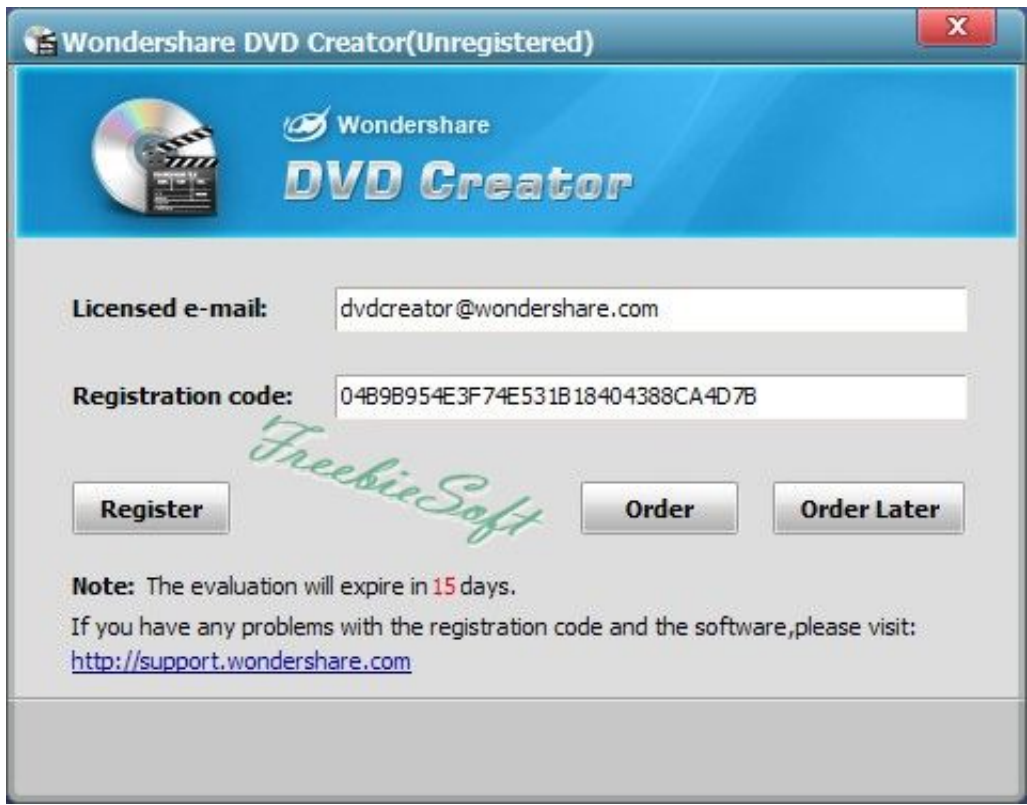 Wondershare DVD Creator(Unregistered)
X
Wondershare
DVD Creator
Licensed e-mail: dvdcreator@wondershare.com
Registration code: 04B9B954E3F74E531B18404388CA4D7B
FreebieSoft
Register Order Order Later
Note: The evaluation will expire in 15 days.
If you have any problems with the registration code and the software,please visit:
http://support.wondershare.com